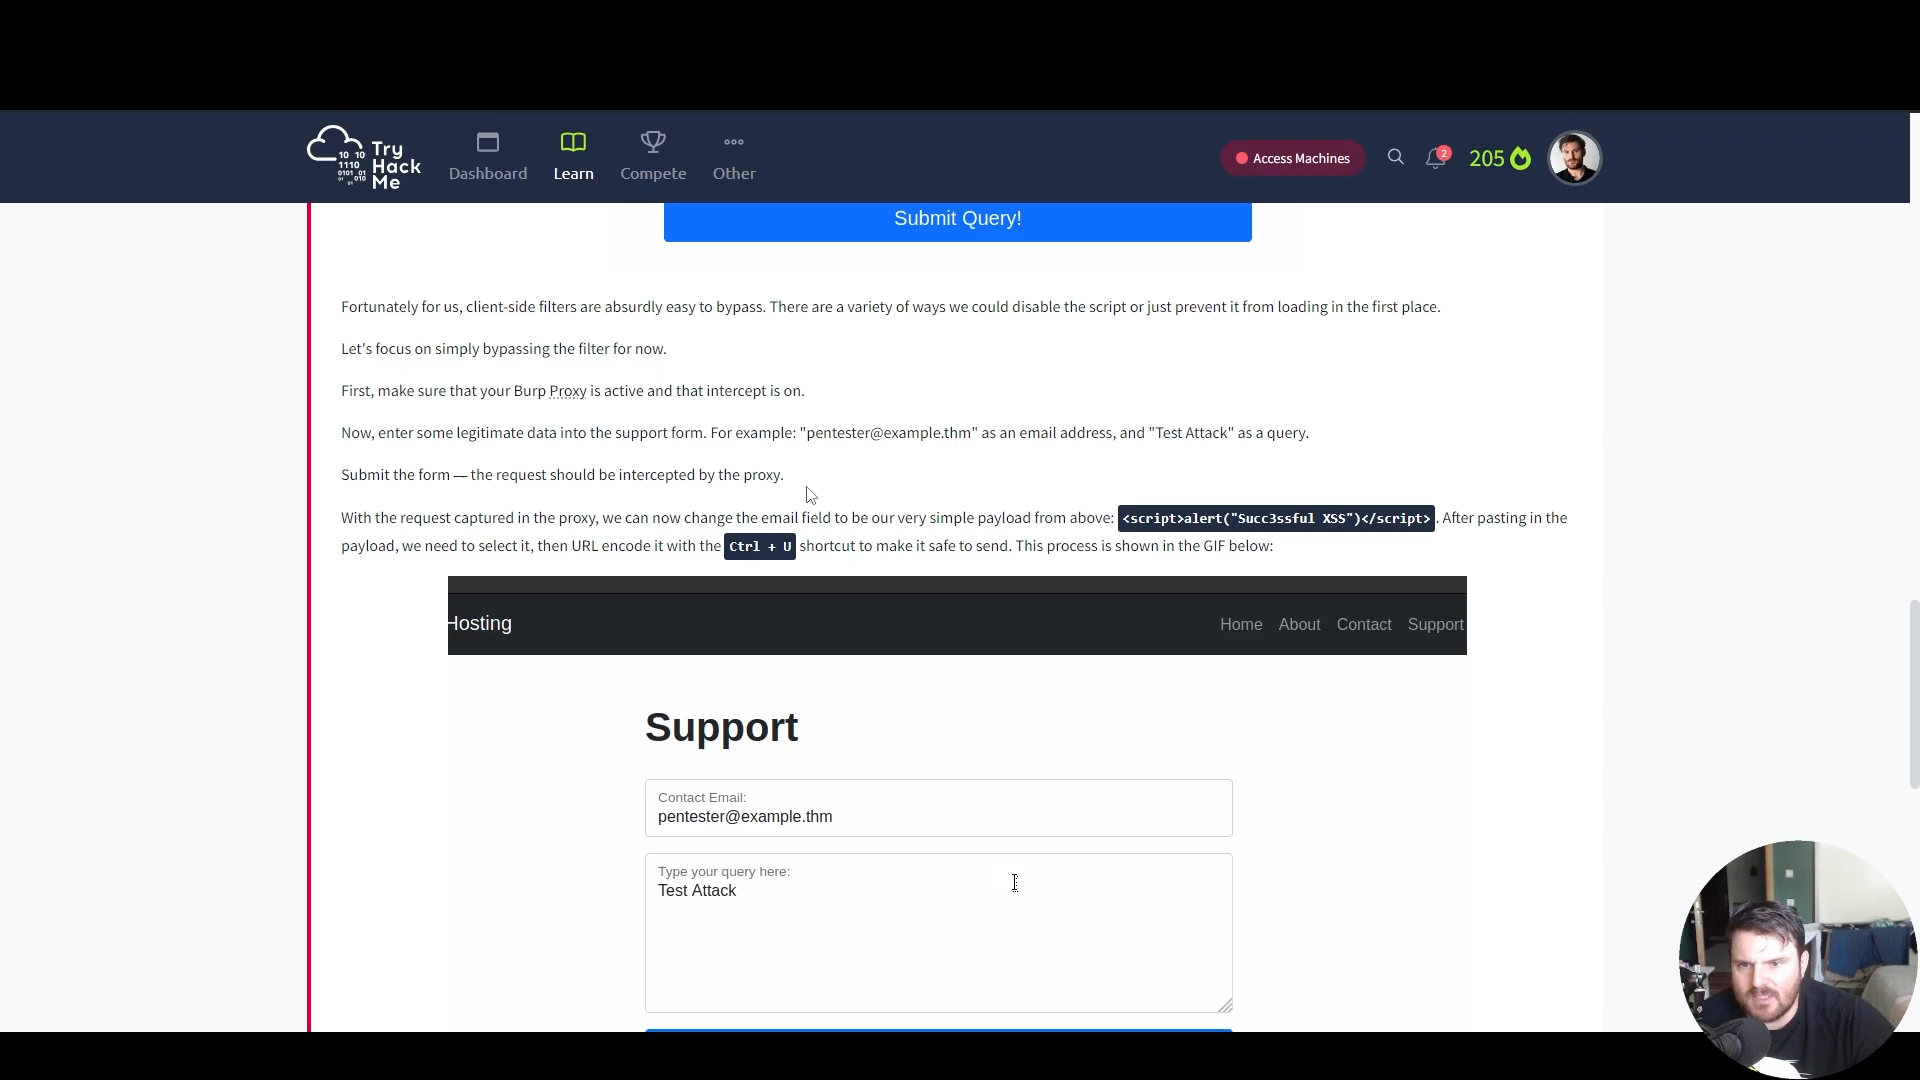 Try
Hack
Me
Dashboard
Learn
Compete
Other
Access Machines
2
205
Submit Query!
Fortunately for us, client-side filters are absurdly easy to bypass. There are a variety of ways we could disable the script or just prevent it from loading in the first place.
Let's focus on simply bypassing the filter for now.
First, make sure that your Burp Proxy is active and that intercept is on.
Now, enter some legitimate data into the support form. For example: "pentester@example.thm" as an email address, and "Test Attack" as a query.
Submit the form — the request should be intercepted by the proxy.
With the request captured in the proxy, we can now change the email field to be our very simple payload from above: <script>alert("Succ3ssful XSS")</script>. After pasting in the
payload, we need to select it, then URL encode it with the Ctrl + U shortcut to make it safe to send. This process is shown in the GIF below:
Hosting
Home About Contact Support
Support
Contact Email:
pentester@example.thm
Type your query here:
Test Attack